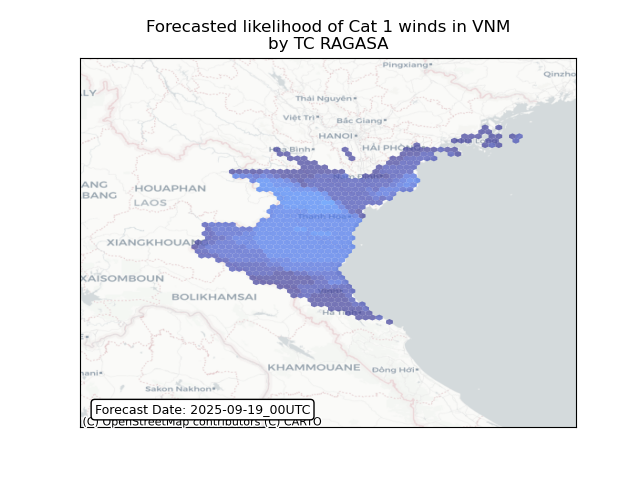 Forecasted likelihood of Cat 1 winds in VNM
by TC RAGASA
Pingxiang
Qinzho
LY
Thái Nguyên
Việt Trì
Bắc Giang
HANOI
Hòa Bình
HẢI PHÒNG
ANG
BANG
HOUAPHAN
LAOS
Thanh Hóa
XIANGKHOUANG
XAISOMBOUN
Vinh
BOLIKHAMSAI
Hà Tĩnh
KHAMMOUANE
Đồng Hới
hani
Sakon Nakhon
Forecast Date: 2025-09-19_00UTC
(C) OpenStreetMap contributors (C) CARTO